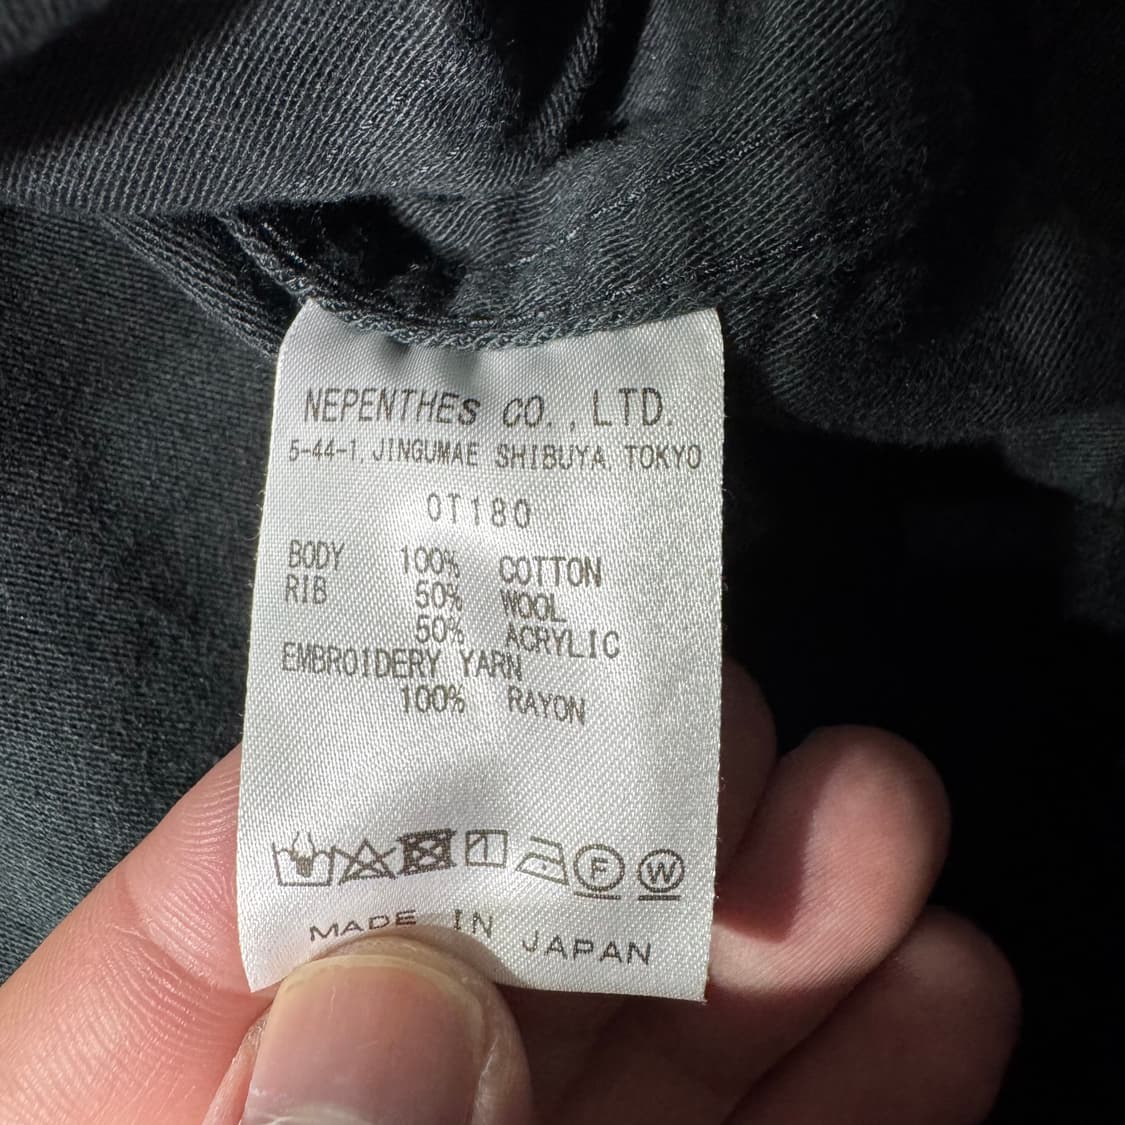 NEPENTHES CO., LTD.
5-44-1, JINGUMAE SHIBUYA, TOKYO
OT180
BODY 100% COTTON
RIB 50% WOOL
50% ACRYLIC
EMBROIDERY YARN
100% RAYON
F W
MADE IN JAPAN